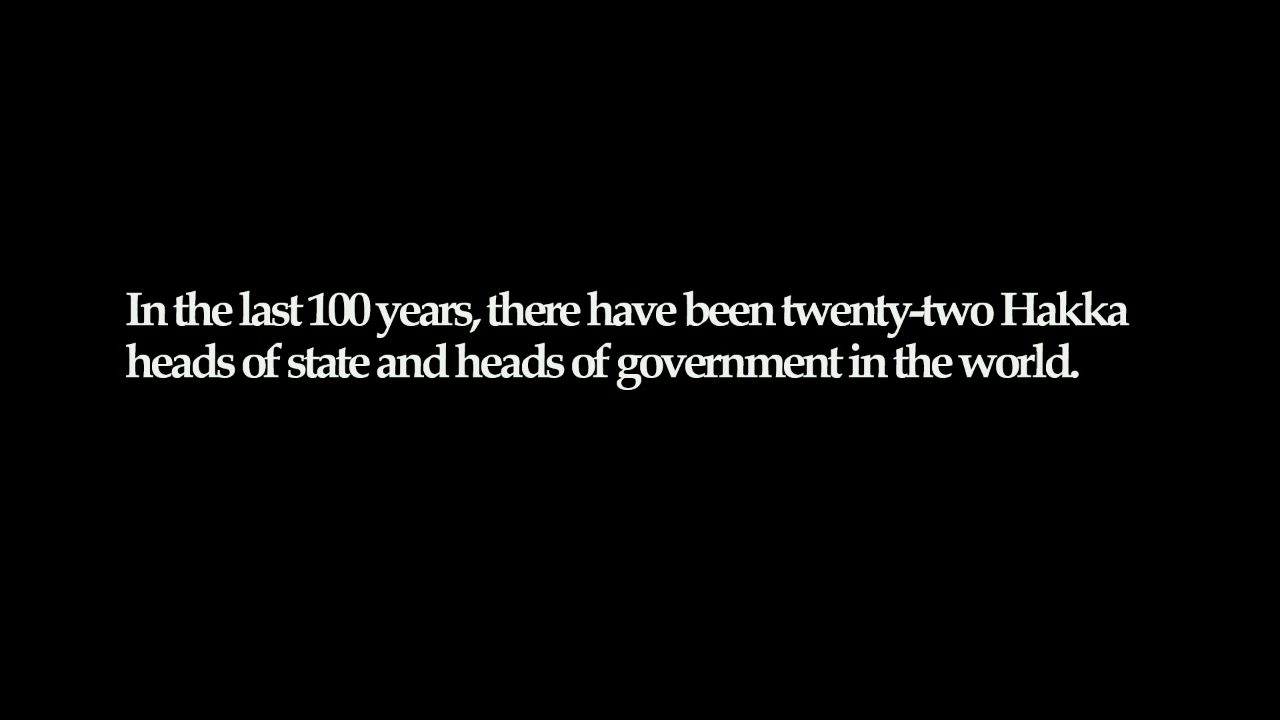 In the last 100 years, there have been twenty-two Hakka
heads of state and heads of government in the world.